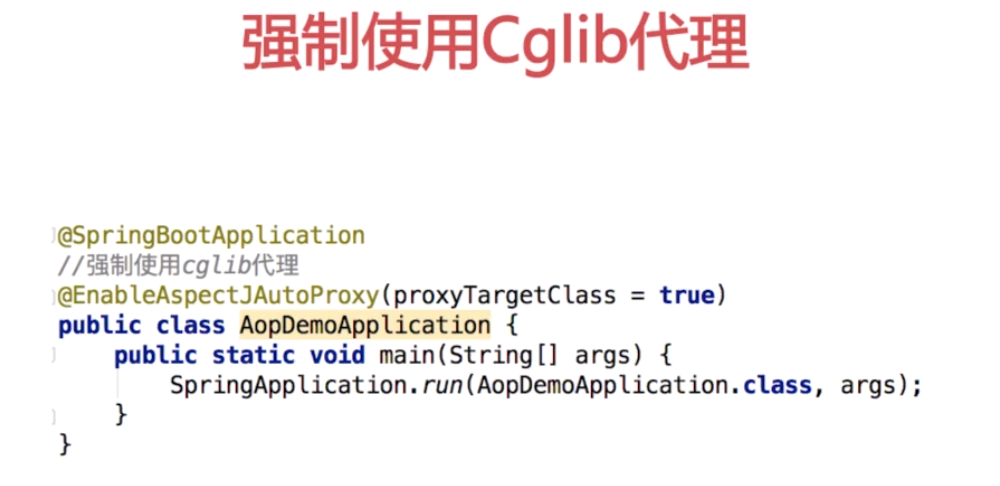 强制使用Cglib代理
@SpringBootApplication
//强制使用cglib代理
@EnableAspectJAutoProxy(proxyTargetClass = true)
public class AopDemoApplication {
    public static void main(String[] args) {
        SpringApplication.run(AopDemoApplication.class, args);
    }
}